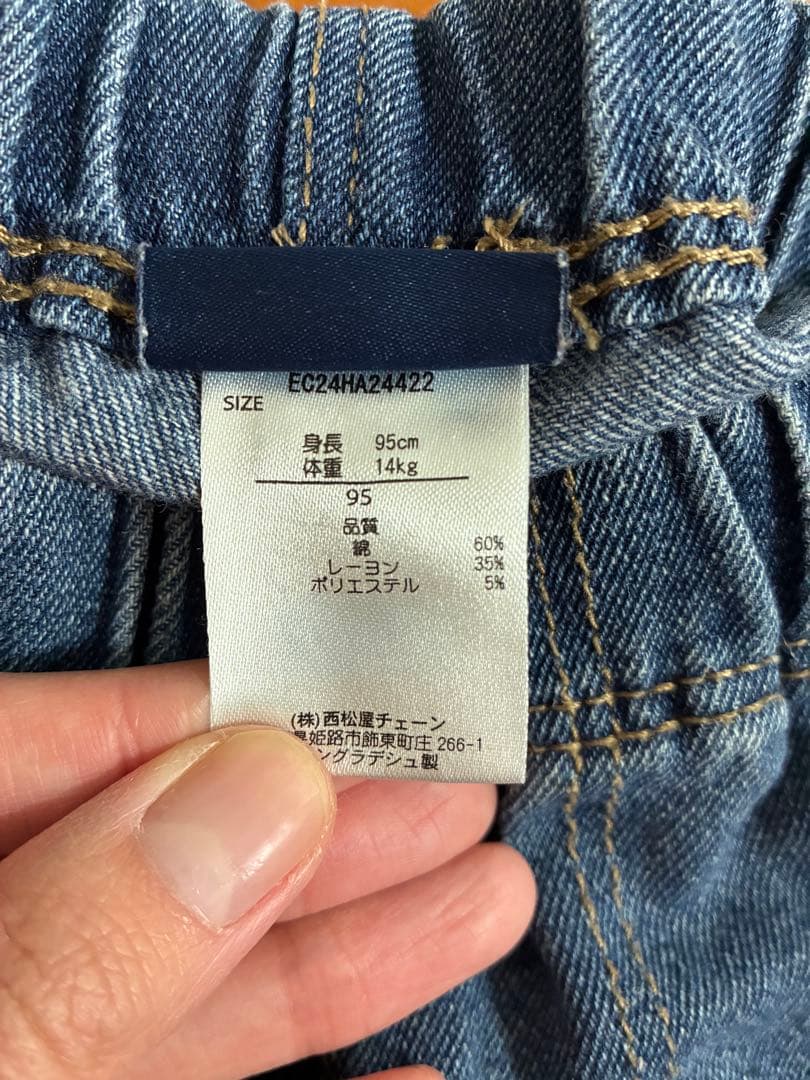 EC24HA24422
SIZE
身長 95cm
体重 14kg
95
品質
綿 60%
レーヨン 35%
ポリエステル 5%
(株)西松屋チェーン
姫路市飾東町庄 266-1
ングラデシュ製